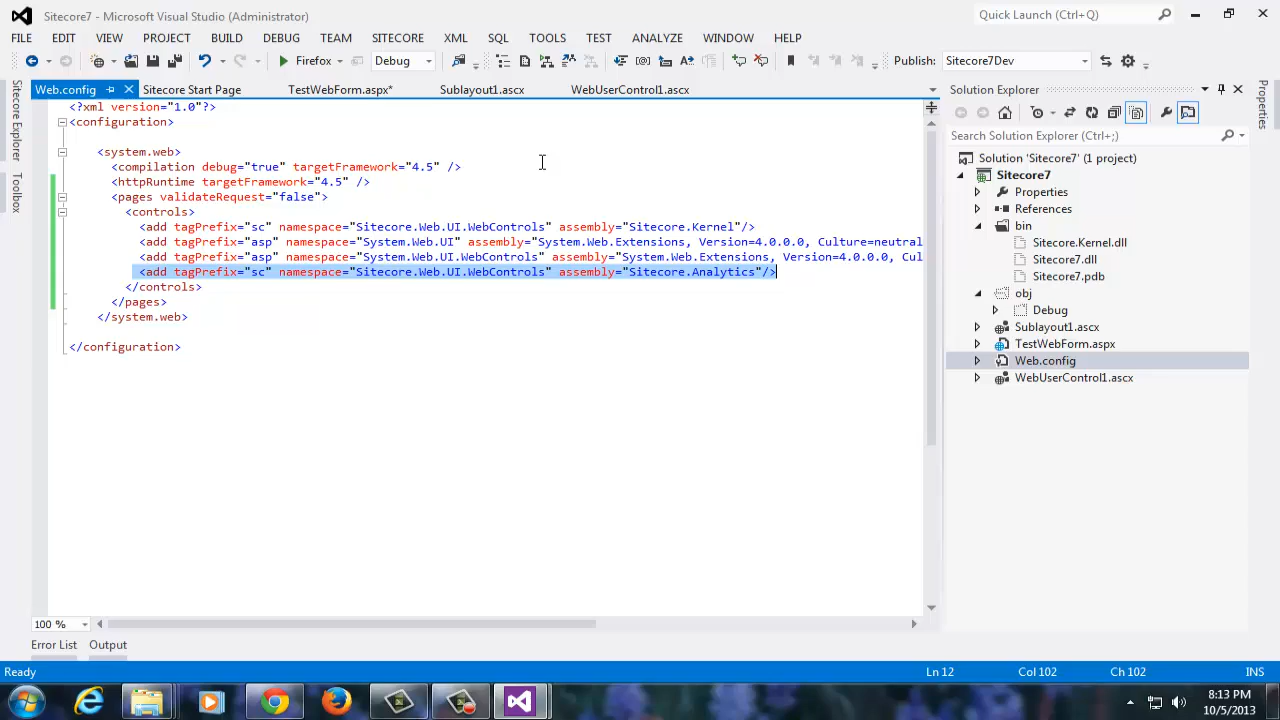 Sitecore7 - Microsoft Visual Studio (Administrator)
Quick Launch (Ctrl+Q)
FILE EDIT VIEW PROJECT BUILD DEBUG TEAM SITECORE XML SQL TOOLS TEST ANALYZE WINDOW HELP
Firefox Debug Publish: Sitecore7Dev
Web.config Sitecore Start Page TestWebForm.aspx* Sublayout1.ascx WebUserControl1.ascx
Sitecore Explorer
Toolbox
<?xml version="1.0"?>
<configuration>
<system.web>
<compilation debug="true" targetFramework="4.5" />
<httpRuntime targetFramework="4.5" />
<pages validateRequest="false">
<controls>
<add tagPrefix="sc" namespace="Sitecore.Web.UI.WebControls" assembly="Sitecore.Kernel"/>
<add tagPrefix="asp" namespace="System.Web.UI" assembly="System.Web.Extensions, Version=4.0.0.0, Culture=neutral
<add tagPrefix="asp" namespace="System.Web.UI.WebControls" assembly="System.Web.Extensions, Version=4.0.0.0, Cul
<add tagPrefix="sc" namespace="Sitecore.Web.UI.WebControls" assembly="Sitecore.Analytics"/>
</controls>
</pages>
</system.web>
</configuration>
100 %
Error List Output
Solution Explorer
Search Solution Explorer (Ctrl+;)
Solution 'Sitecore7' (1 project)
Sitecore7
Properties
References
bin
Sitecore.Kernel.dll
Sitecore7.dll
Sitecore7.pdb
obj
Debug
Sublayout1.ascx
TestWebForm.aspx
Web.config
WebUserControl1.ascx
Properties
Ready Ln 12 Col 102 Ch 102 INS
8:13 PM
10/5/2013